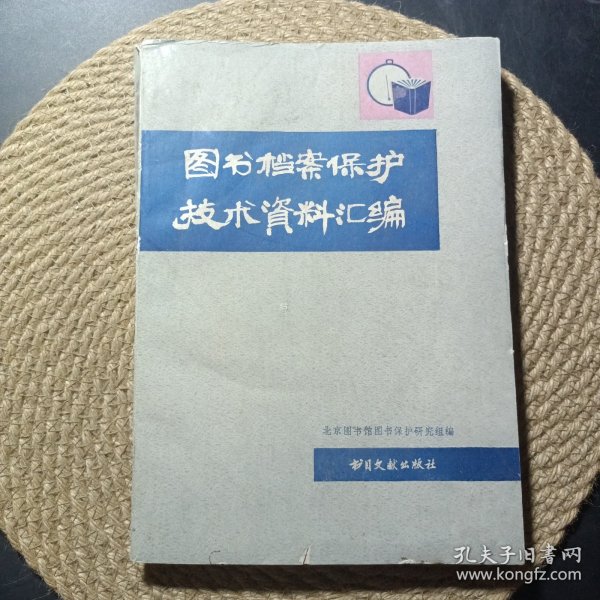 图书档案保护
技术資料汇编
北京图书馆图书保护研究组编
书目文献出版社
孔夫子旧書网
www.kongfz.com